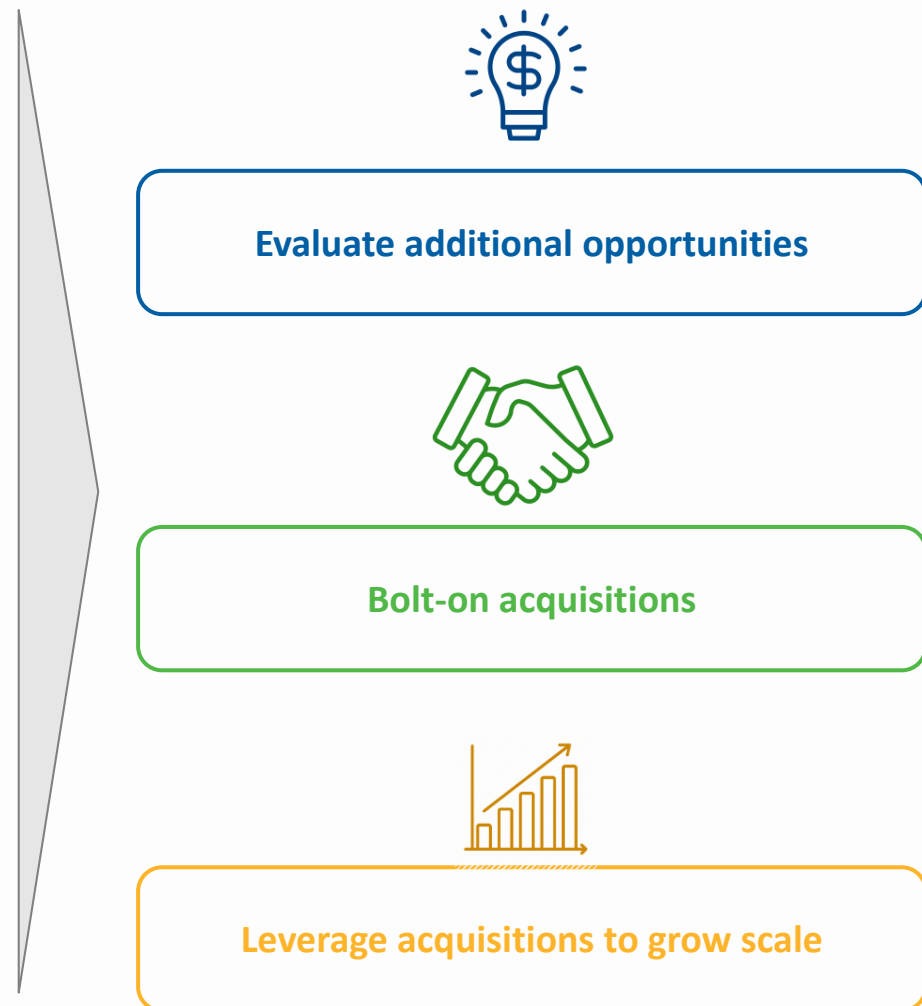 $
Evaluate additional opportunities
Bolt-on acquisitions
Leverage acquisitions to grow scale